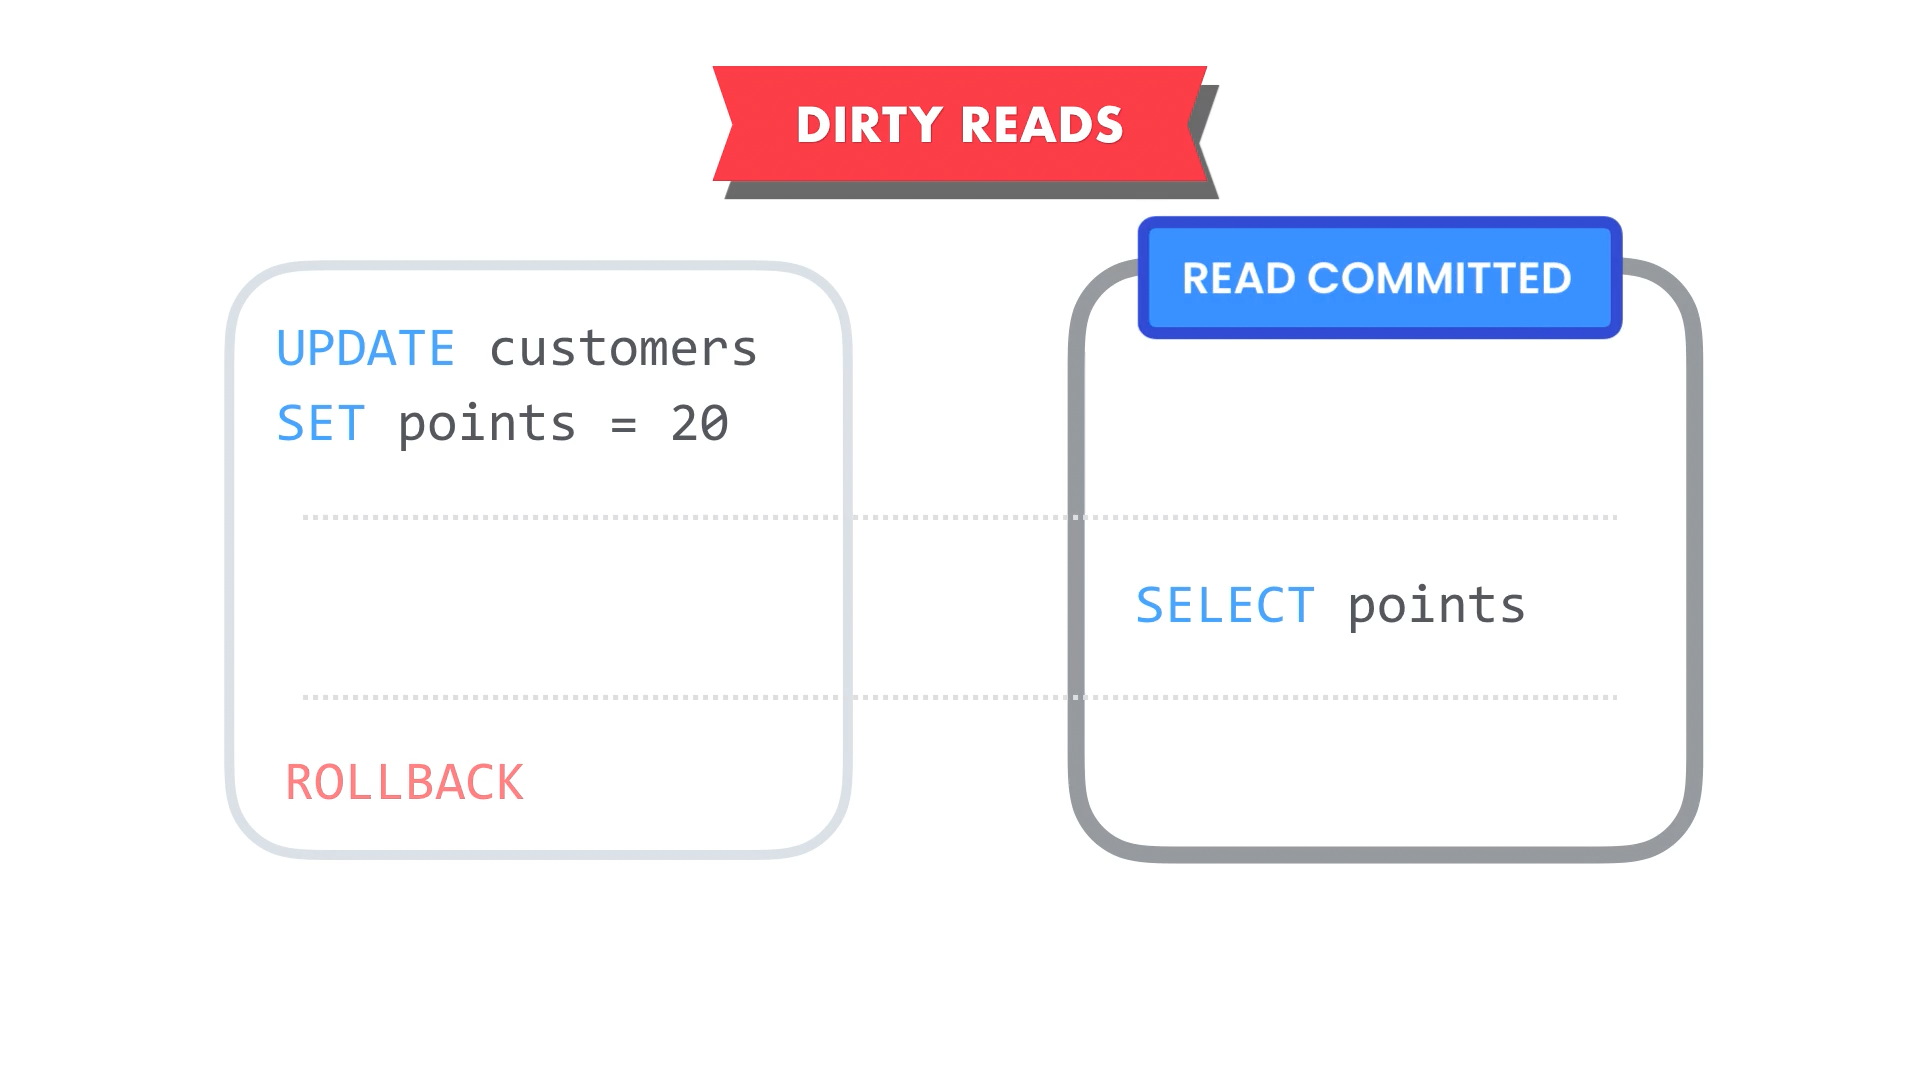 DIRTY READS
READ COMMITTED
UPDATE customers
SET points = 20
SELECT points
ROLLBACK